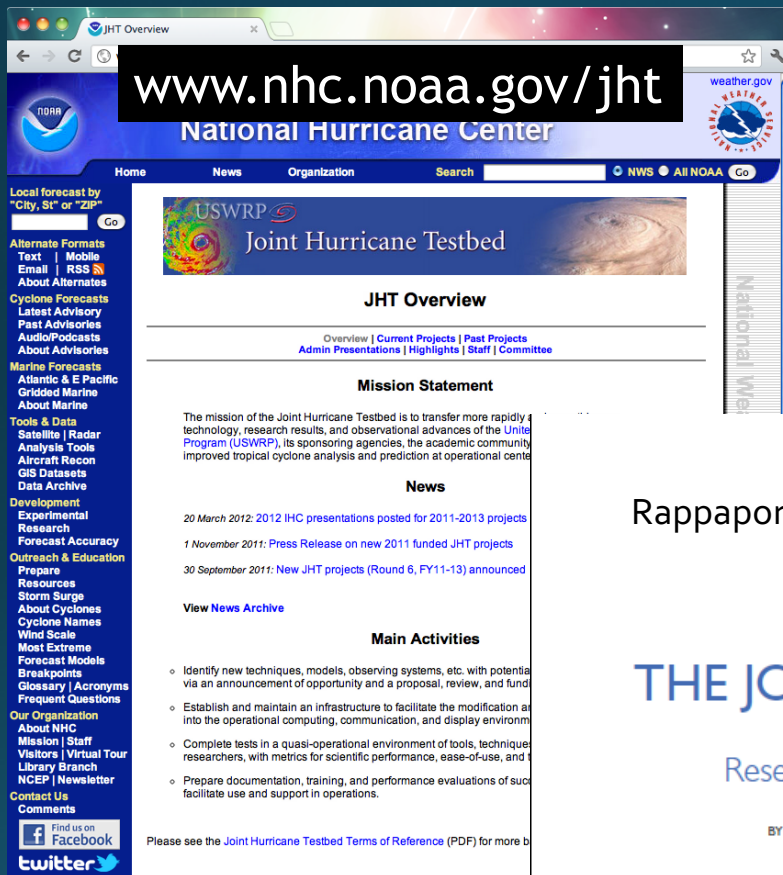 JHT Overview
www.nhc.noaa.gov/jht
weather.gov
NOAA
National Hurricane Center
Home News Organization Search NWS All NOAA Go
Local forecast by
"City, St" or "ZIP"
Go
Alternate Formats
Text | Mobile
Email | RSS
About Alternates
Cyclone Forecasts
Latest Advisory
Past Advisories
Audio/Podcasts
About Advisories
Marine Forecasts
Atlantic & E Pacific
Gridded Marine
About Marine
Tools & Data
Satellite | Radar
Analysis Tools
Aircraft Recon
GIS Datasets
Data Archive
Development
Experimental
Research
Forecast Accuracy
Outreach & Education
Prepare
Resources
Storm Surge
About Cyclones
Cyclone Names
Wind Scale
Most Extreme
Forecast Models
Breakpoints
Glossary | Acronyms
Frequent Questions
Our Organization
About NHC
Mission | Staff
Visitors | Virtual Tour
Library Branch
NCEP | Newsletter
Contact Us
Comments
Find us on
Facebook
twitter
USWRP
Joint Hurricane Testbed
JHT Overview
Overview | Current Projects | Past Projects
Admin Presentations | Highlights | Staff | Committee
Mission Statement
The mission of the Joint Hurricane Testbed is to transfer more rapidly
technology, research results, and observational advances of the Unite
Program (USWRP), its sponsoring agencies, the academic community
improved tropical cyclone analysis and prediction at operational cente
News
20 March 2012: 2012 IHC presentations posted for 2011-2013 projects
1 November 2011: Press Release on new 2011 funded JHT projects
30 September 2011: New JHT projects (Round 6, FY11-13) announced
View News Archive
Main Activities
Identify new techniques, models, observing systems, etc. with potentia
via an announcement of opportunity and a proposal, review, and fundi
Establish and maintain an infrastructure to facilitate the modification a
into the operational computing, communication, and display environm
Complete tests in a quasi-operational environment of tools, technique
researchers, with metrics for scientific performance, ease-of-use, and t
Prepare documentation, training, and performance evaluations of succ
facilitate use and support in operations.
Please see the Joint Hurricane Testbed Terms of Reference (PDF) for more b
National Wea
Rappapor
THE JO
Rese
BY